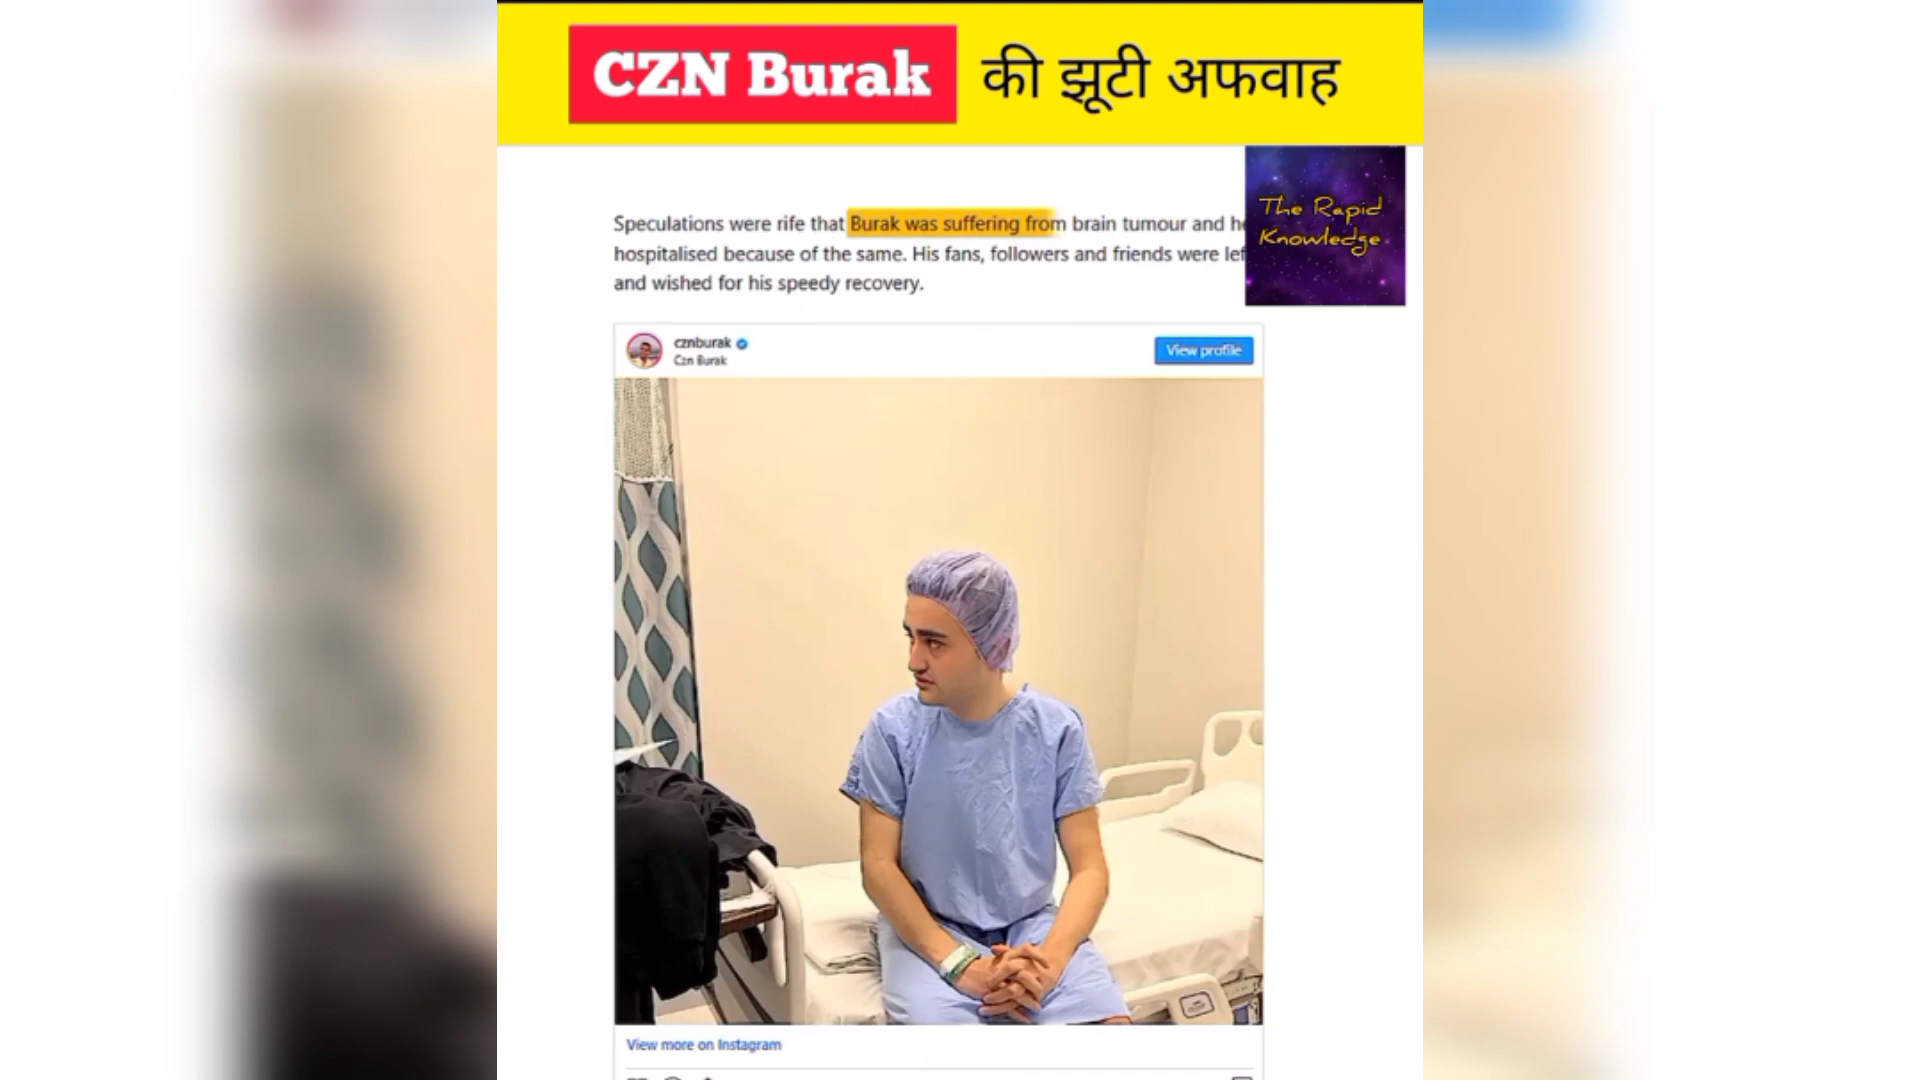 CZN Burak की झूटी अफवाह
The Rapid
Knowledge
Speculations were rife that Burak was suffering from brain tumour and
hospitalised because of the same. His fans, followers and friends were
and wished for his speedy recovery.
cznburak
Czn Burak
View profile
View more on Instagram